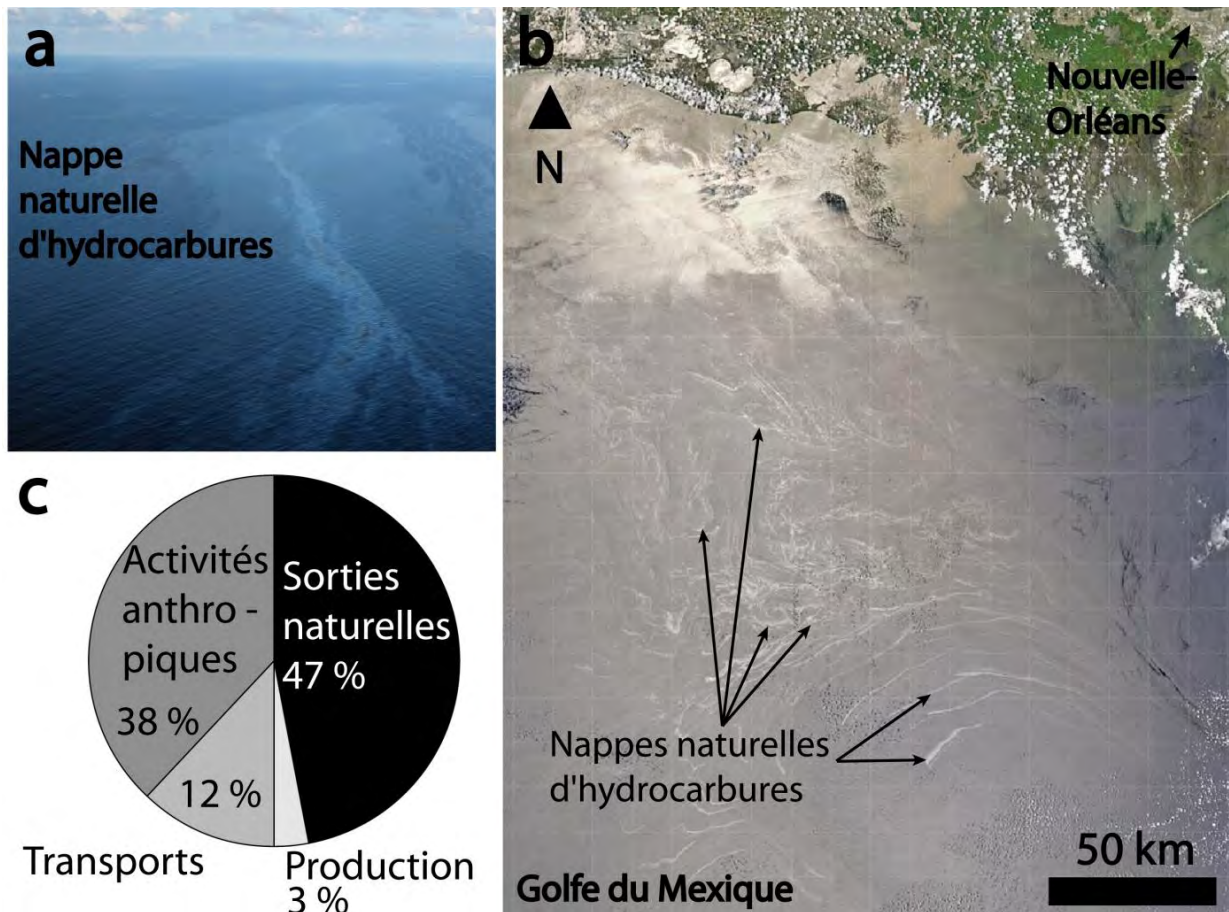 a
Nappe
naturelle
d'hydrocarbures
b
Nouvelle-
Orléans
N
Nappes naturelles
d'hydrocarbures
50 km
Golfe du Mexique
c
Activités
anthro -
piques
38 %
Sorties
naturelles
47 %
12 %
Transports
Production
3 %